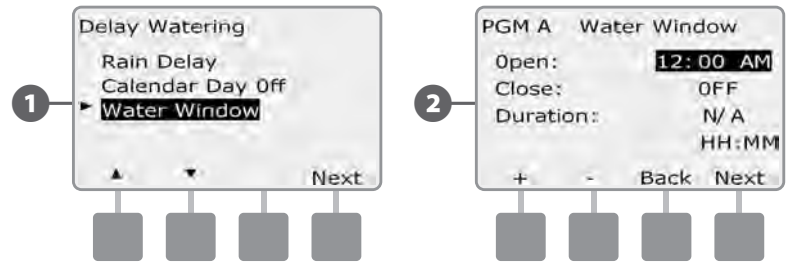 1
Delay Watering
Rain Delay
Calendar Day Off
► Water Window
▲ ▼ Next
2
PGM A Water Window
Open: 12:00 AM
Close: OFF
Duration: N/A
HH:MM
+ - Back Next